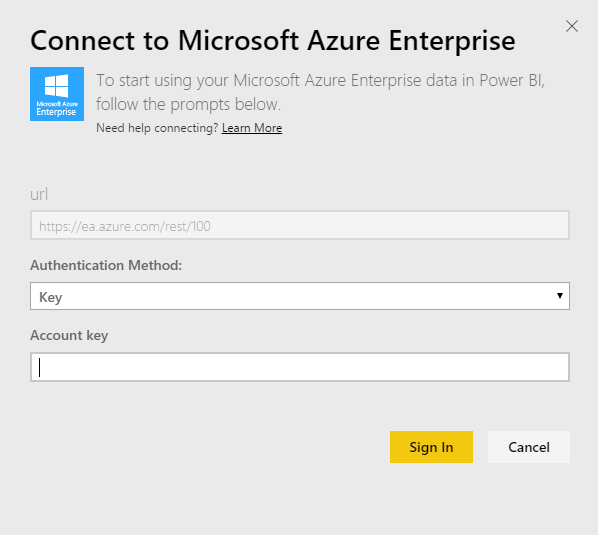 Connect to Microsoft Azure Enterprise
Microsoft Azure
Enterprise
To start using your Microsoft Azure Enterprise data in Power BI,
follow the prompts below.
Need help connecting? Learn More
url
https://ea.azure.com/rest/100
Authentication Method:
Key
Account key
Sign In
Cancel